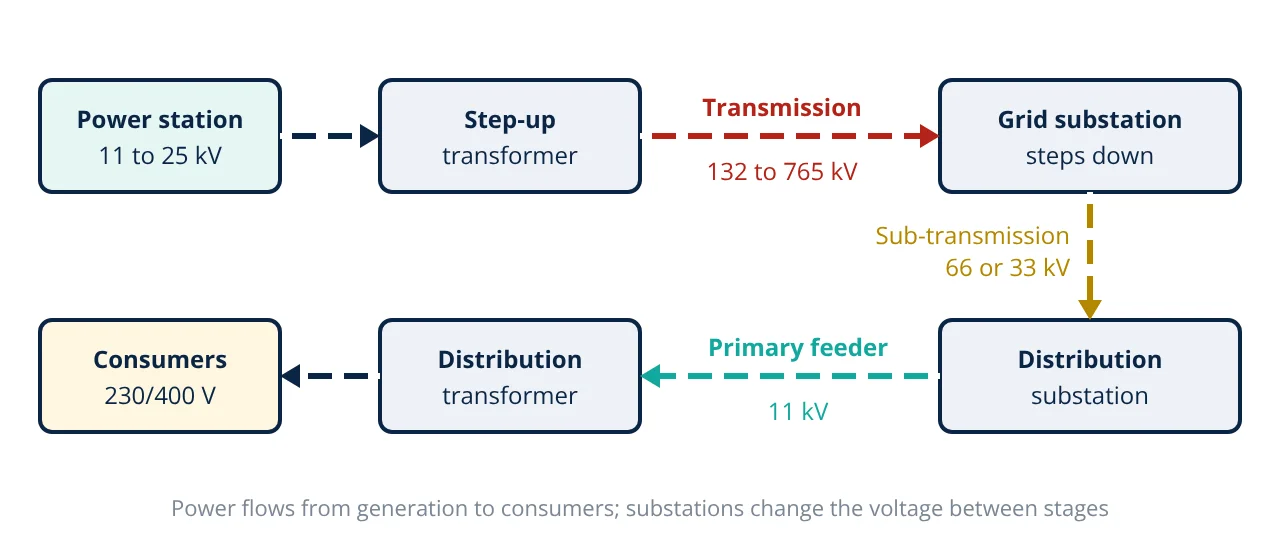 Power station
11 to 25 kV
Step-up
transformer
Transmission
132 to 765 kV
Grid substation
steps down
Sub-transmission
66 or 33 kV
Consumers
230/400 V
Distribution
transformer
Primary feeder
11 kV
Distribution
substation
Power flows from generation to consumers; substations change the voltage between stages